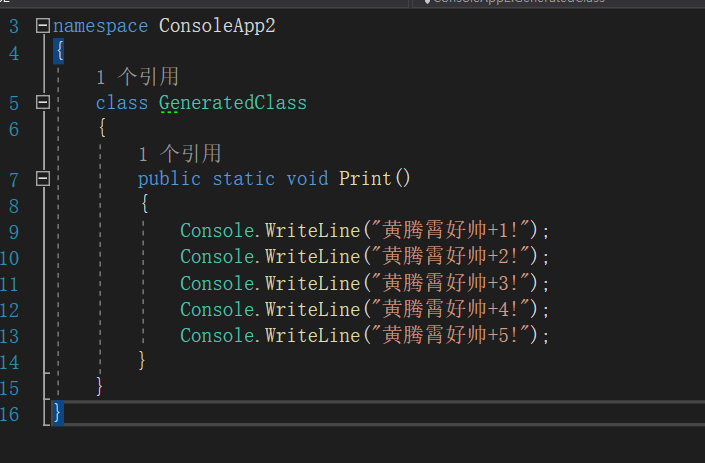 ConsoleApp2.GeneratedClass
3 namespace ConsoleApp2
4 {
1 个引用
5 class GeneratedClass
6 {
1 个引用
7 public static void Print()
8 {
9 Console.WriteLine("黄腾霄好帅+1!");
10 Console.WriteLine("黄腾霄好帅+2!");
11 Console.WriteLine("黄腾霄好帅+3!");
12 Console.WriteLine("黄腾霄好帅+4!");
13 Console.WriteLine("黄腾霄好帅+5!");
14 }
15 }
16 }